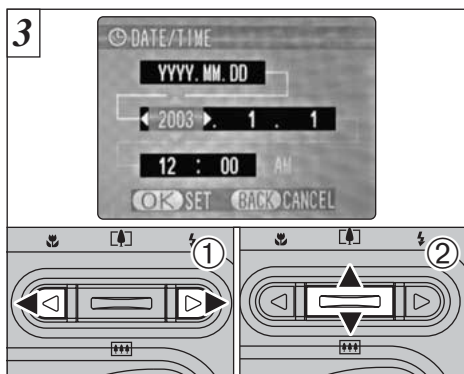 3
DATE/TIME
YYYY. MM. DD
2003 . 1 . 1
12 : 00 AM
OK SET BACK CANCEL
1
2